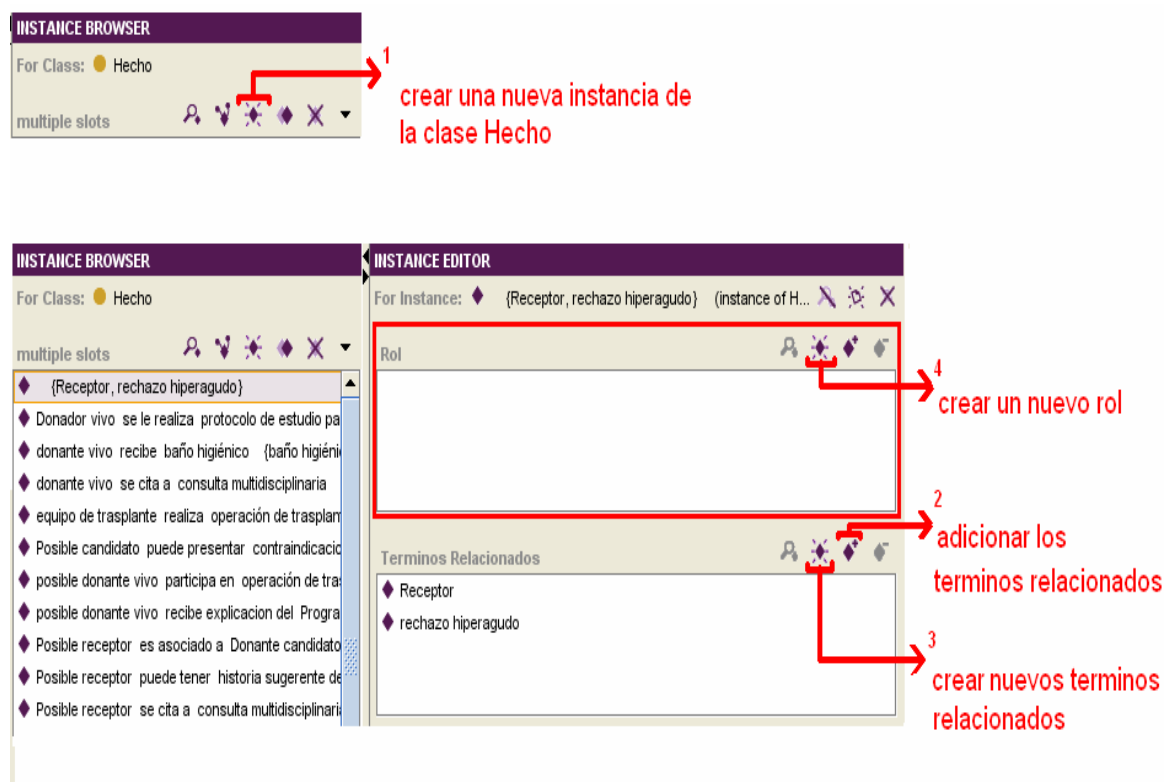 INSTANCE BROWSER
For Class: Hecho
multiple slots
1
crear una nueva instancia de
la clase Hecho
INSTANCE BROWSER
For Class: Hecho
multiple slots
{Receptor, rechazo hiperagudo}
Donador vivo se le realiza protocolo de estudio pa
donante vivo recibe baño higiénico {baño higiéni
donante vivo se cita a consulta multidisciplinaria
equipo de trasplante realiza operación de trasplan
Posible candidato puede presentar contraindicacio
posible donante vivo participa en operación de tra
posible donante vivo recibe explicacion del Progra
Posible receptor es asociado a Donante candidato
Posible receptor puede tener historia sugerente de
Posible receptor se cita a consulta multidisciplinari
INSTANCE EDITOR
For Instance: {Receptor, rechazo hiperagudo} (instance of H...
Rol
4
crear un nuevo rol
Terminos Relacionados
Receptor
rechazo hiperagudo
2
adicionar los
terminos relacionados
3
crear nuevos terminos
relacionados